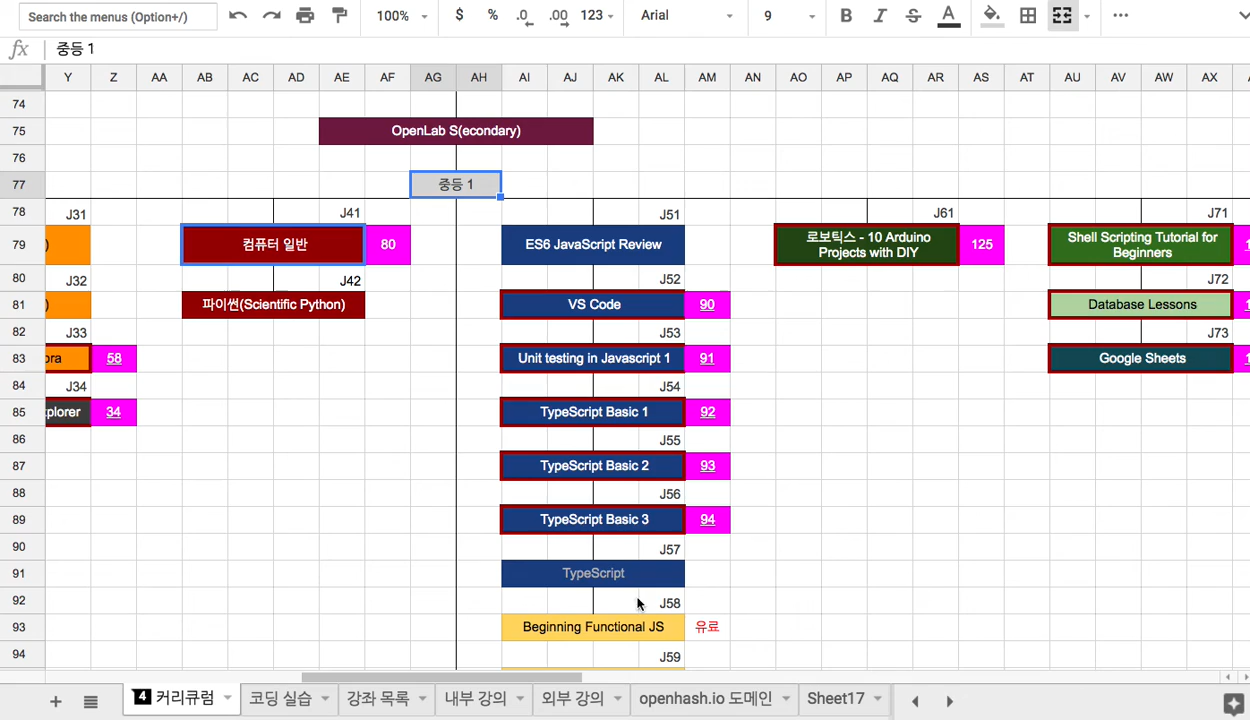 Search the menus (Option+/)
100%
$
%
.0
.00
123
Arial
9
B
I
S
A
fx
중등 1
Y Z AA AB AC AD AE AF AG AH AI AJ AK AL AM AN AO AP AQ AR AS AT AU AV AW AX
74
75 OpenLab S(econdary)
76
77 중등 1
78 J31 J41 J51 J61 J71
79 ) 컴퓨터 일반 80 ES6 JavaScript Review 로보틱스 - 10 Arduino Projects with DIY 125 Shell Scripting Tutorial for Beginners
80 J32 J42 J52 J72
81 ) 파이썬(Scientific Python) VS Code 90 Database Lessons
82 J33 J53 J73
83 ora 58 Unit testing in Javascript 1 91 Google Sheets
84 J34 J54
85 xplorer 34 TypeScript Basic 1 92
86 J55
87 TypeScript Basic 2 93
88 J56
89 TypeScript Basic 3 94
90 J57
91 TypeScript
92 J58
93 Beginning Functional JS 유료
94 J59
4 커리큐럼
코딩 실습
강좌 목록
내부 강의
외부 강의
openhash.io 도메인
Sheet17